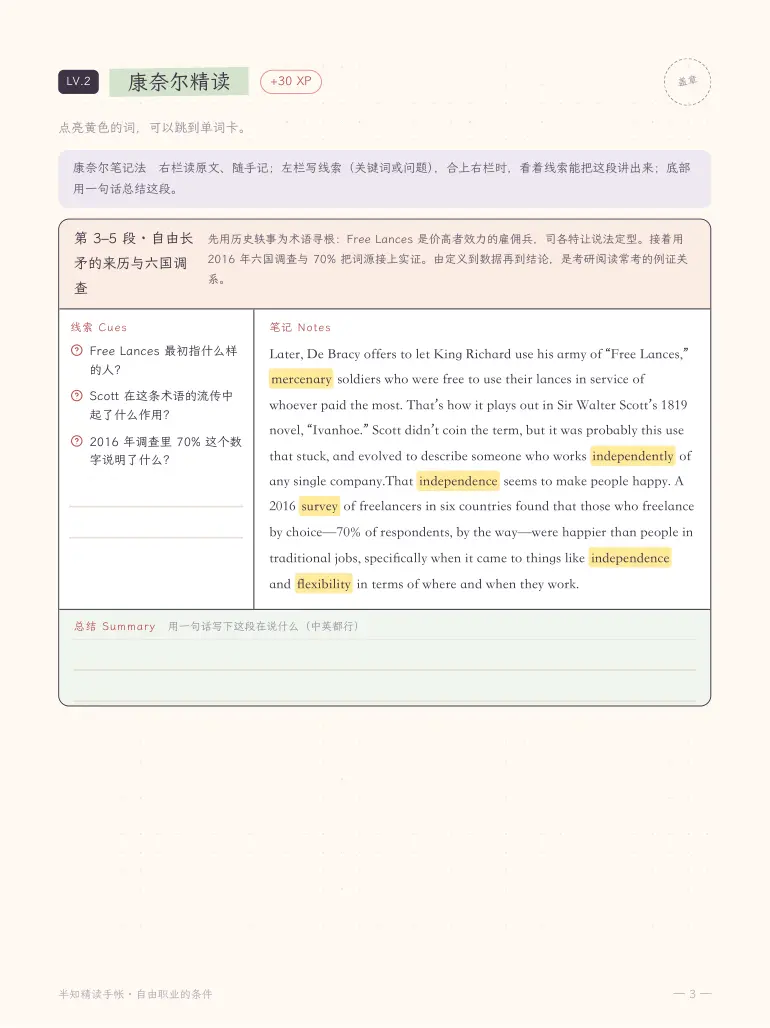 LV.2 康奈尔精读 +30 XP 盖章
点亮黄色的词，可以跳到单词卡。
康奈尔笔记法 右栏读原文、随手记；左栏写线索（关键词或问题），合上右栏时，看着线索能把这段讲出来；底部
用一句话总结这段。
第 3–5 段·自由长
矛的来历与六国调
查
先用历史轶事为术语寻根：Free Lances 是价高者效力的雇佣兵，司各特让说法定型。接着用
2016 年六国调查与 70% 把词源接上实证。由定义到数据再到结论，是考研阅读常考的例证关
系。
线索 Cues
Free Lances 最初指什么样
的人？
Scott 在这条术语的流传中
起了什么作用？
2016 年调查里 70% 这个数
字说明了什么？
笔记 Notes
Later, De Bracy offers to let King Richard use his army of “Free Lances,”
mercenary soldiers who were free to use their lances in service of
whoever paid the most. That’s how it plays out in Sir Walter Scott’s 1819
novel, “Ivanhoe.” Scott didn’t coin the term, but it was probably this use
that stuck, and evolved to describe someone who works independently of
any single company.That independence seems to make people happy. A
2016 survey of freelancers in six countries found that those who freelance
by choice—70% of respondents, by the way—were happier than people in
traditional jobs, specifically when it came to things like independence
and flexibility in terms of where and when they work.
总结 Summary 用一句话写下这段在说什么（中英都行）
半知精读手帐·自由职业的条件
— 3 —